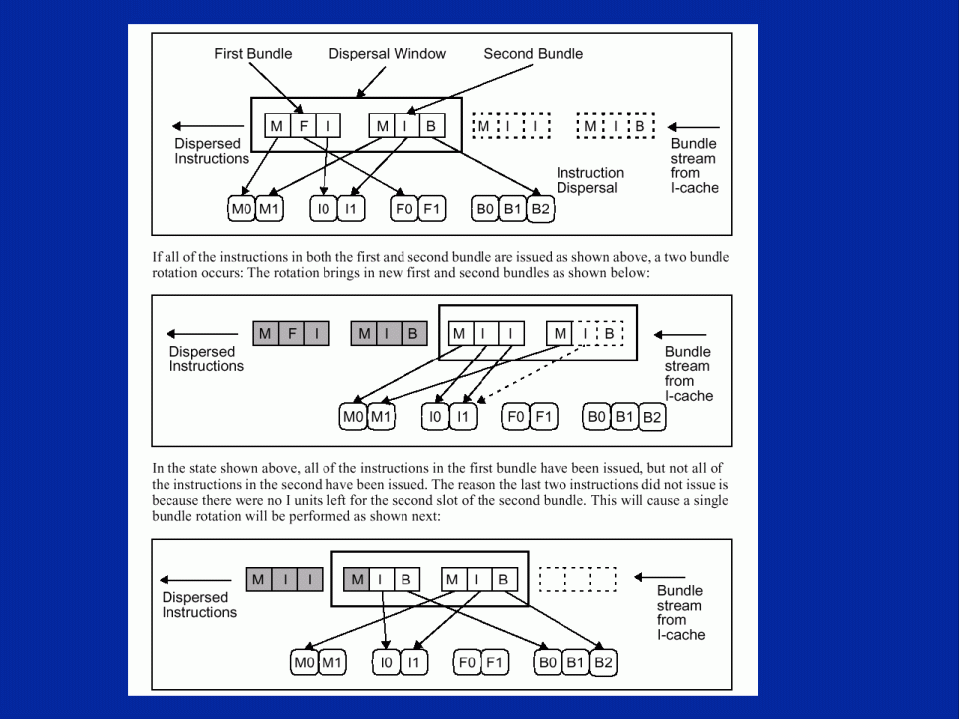 First Bundle Dispersal Window Second Bundle
M F I M I B M I I M I B
Dispersed
Instructions
Bundle
stream
from
I-cache
Instruction
Dispersal
M0 M1 I0 I1 F0 F1 B0 B1 B2
If all of the instructions in both the first and second bundle are issued as shown above, a two bundle
rotation occurs: The rotation brings in new first and second bundles as shown below:
M F I M I B M I I M I B
Dispersed
Instructions
Bundle
stream
from
I-cache
M0 M1 I0 I1 F0 F1 B0 B1 B2
In the state shown above, all of the instructions in the first bundle have been issued, but not all of
the instructions in the second have been issued. The reason the last two instructions did not issue is
because there were no I units left for the second slot of the second bundle. This will cause a single
bundle rotation will be performed as shown next:
M I I M I B M I B
Dispersed
Instructions
Bundle
stream
from
I-cache
M0 M1 I0 I1 F0 F1 B0 B1 B2